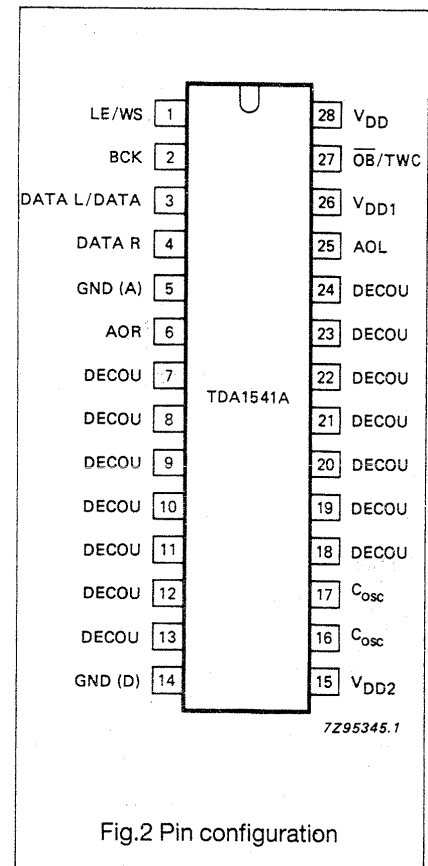 LE/WS 1
BCK 2
DATA L/DATA 3
DATA R 4
GND (A) 5
AOR 6
DECOU 7
DECOU 8
DECOU 9
DECOU 10
DECOU 11
DECOU 12
DECOU 13
GND (D) 14
TDA1541A
28 VDD
27 O̅B̅/TWC
26 VDD1
25 AOL
24 DECOU
23 DECOU
22 DECOU
21 DECOU
20 DECOU
19 DECOU
18 DECOU
17 Cosc
16 Cosc
15 VDD2
7Z95345.1
Fig.2 Pin configuration